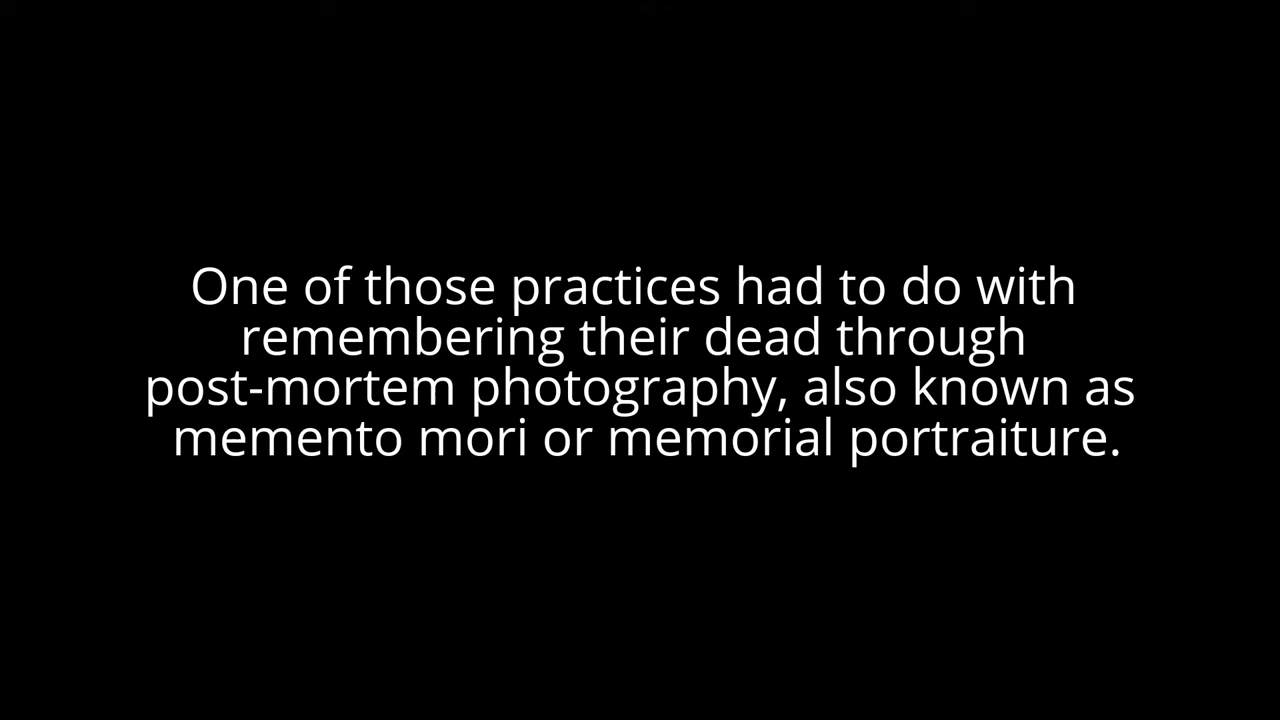 One of those practices had to do with
remembering their dead through
post-mortem photography, also known as
memento mori or memorial portraiture.